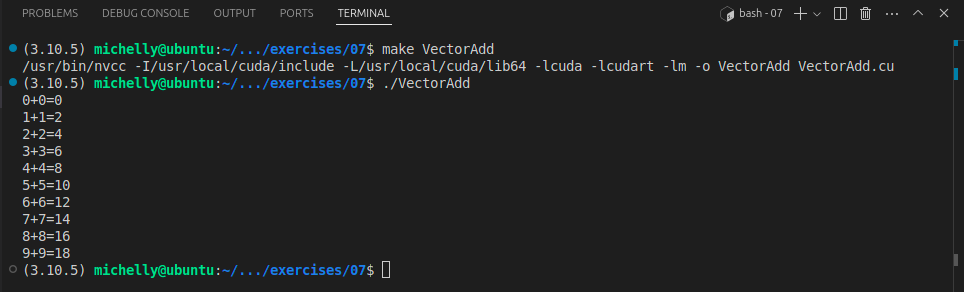 PROBLEMS DEBUG CONSOLE OUTPUT PORTS TERMINAL bash - 07
(3.10.5) michelly@ubuntu:~/.../exercises/07$ make VectorAdd
/usr/bin/nvcc -I/usr/local/cuda/include -L/usr/local/cuda/lib64 -lcuda -lcudart -lm -o VectorAdd VectorAdd.cu
(3.10.5) michelly@ubuntu:~/.../exercises/07$ ./VectorAdd
0+0=0
1+1=2
2+2=4
3+3=6
4+4=8
5+5=10
6+6=12
7+7=14
8+8=16
9+9=18
(3.10.5) michelly@ubuntu:~/.../exercises/07$